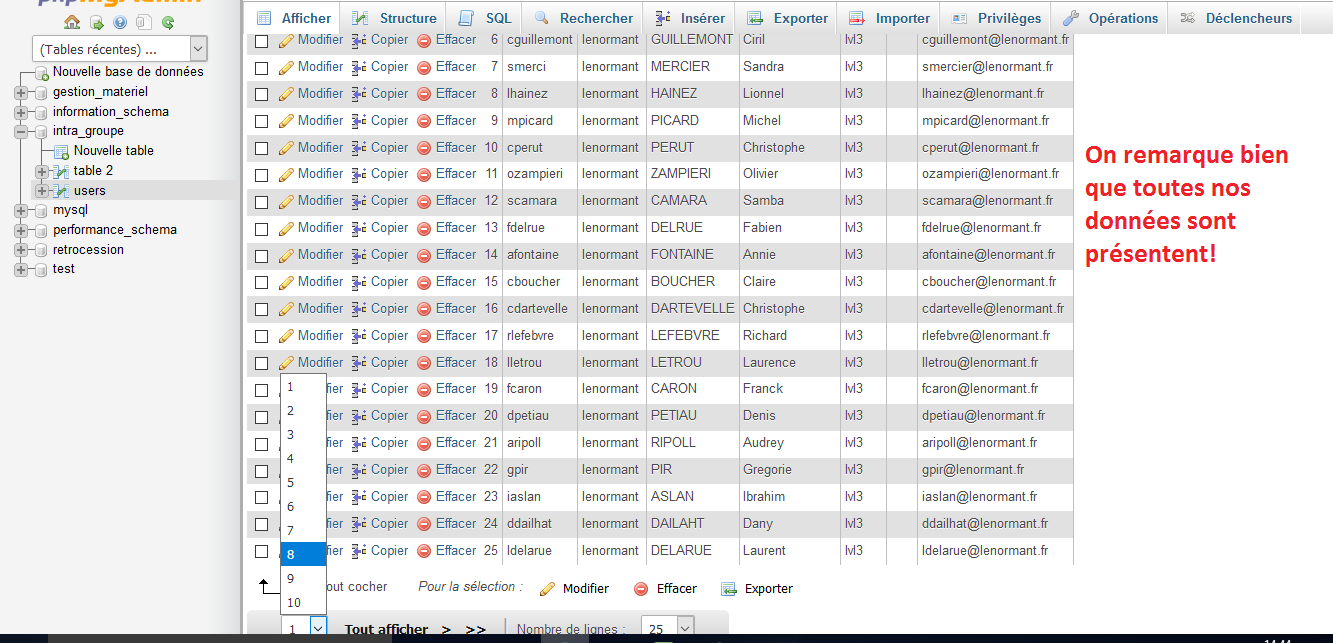 phpMyAdmin
(Tables récentes) ...
Nouvelle base de données
gestion_materiel
information_schema
intra_groupe
Nouvelle table
table 2
users
mysql
performance_schema
retrocession
test
Afficher Structure SQL Rechercher Insérer Exporter Importer Privilèges Opérations Déclencheurs
Modifier Copier Effacer 6 cguillemont lenormant GUILLEMONT Ciril lvl3 cguillemont@lenormant.fr
Modifier Copier Effacer 7 smerci lenormant MERCIER Sandra lvl3 smercier@lenormant.fr
Modifier Copier Effacer 8 lhainez lenormant HAINEZ Lionnel lvl3 lhainez@lenormant.fr
Modifier Copier Effacer 9 mpicard lenormant PICARD Michel lvl3 mpicard@lenormant.fr
Modifier Copier Effacer 10 cperut lenormant PERUT Christophe lvl3 cperut@lenormant.fr
Modifier Copier Effacer 11 ozampieri lenormant ZAMPIERI Olivier lvl3 ozampieri@lenormant.fr
Modifier Copier Effacer 12 scamara lenormant CAMARA Samba lvl3 scamara@lenormant.fr
Modifier Copier Effacer 13 fdelrue lenormant DELRUE Fabien lvl3 fdelrue@lenormant.fr
Modifier Copier Effacer 14 afontaine lenormant FONTAINE Annie lvl3 afontaine@lenormant.fr
Modifier Copier Effacer 15 cboucher lenormant BOUCHER Claire lvl3 cboucher@lenormant.fr
Modifier Copier Effacer 16 cdartevelle lenormant DARTEVELLE Christophe lvl3 cdartevelle@lenormant.fr
Modifier Copier Effacer 17 rlefebvre lenormant LEFEBVRE Richard lvl3 rlefebvre@lenormant.fr
Modifier Copier Effacer 18 lletrou lenormant LETROU Laurence lvl3 lletrou@lenormant.fr
fier Copier Effacer 19 fcaron lenormant CARON Franck lvl3 fcaron@lenormant.fr
fier Copier Effacer 20 dpetiau lenormant PETIAU Denis lvl3 dpetiau@lenormant.fr
fier Copier Effacer 21 aripoll lenormant RIPOLL Audrey lvl3 aripoll@lenormant.fr
fier Copier Effacer 22 gpir lenormant PIR Gregorie lvl3 gpir@lenormant.fr
fier Copier Effacer 23 iaslan lenormant ASLAN Ibrahim lvl3 iaslan@lenormant.fr
fier Copier Effacer 24 ddailhat lenormant DAILAHT Dany lvl3 ddailhat@lenormant.fr
fier Copier Effacer 25 ldelarue lenormant DELARUE Laurent lvl3 ldelarue@lenormant.fr
1
2
3
4
5
6
7
8
9
10
out cocher Pour la sélection : Modifier Effacer Exporter
1 Tout afficher > >> Nombre de lignes : 25
On remarque bien
que toutes nos
données sont
présentent!